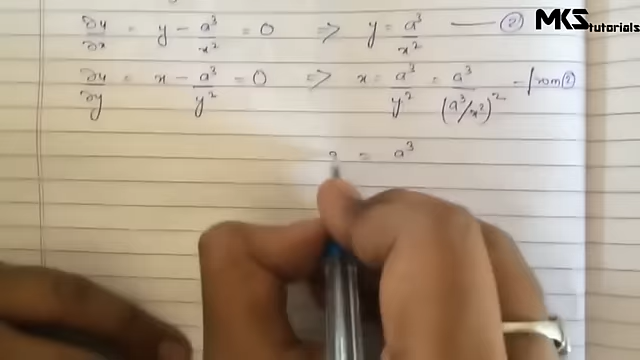 MKS tutorials
∂u/∂x = y - a³/x² = 0 ⇒ y = a³/x² —— ②
∂u/∂y = x - a³/y² = 0 ⇒ x = a³/y² = a³/(a³/x²)² - from ②
= a³